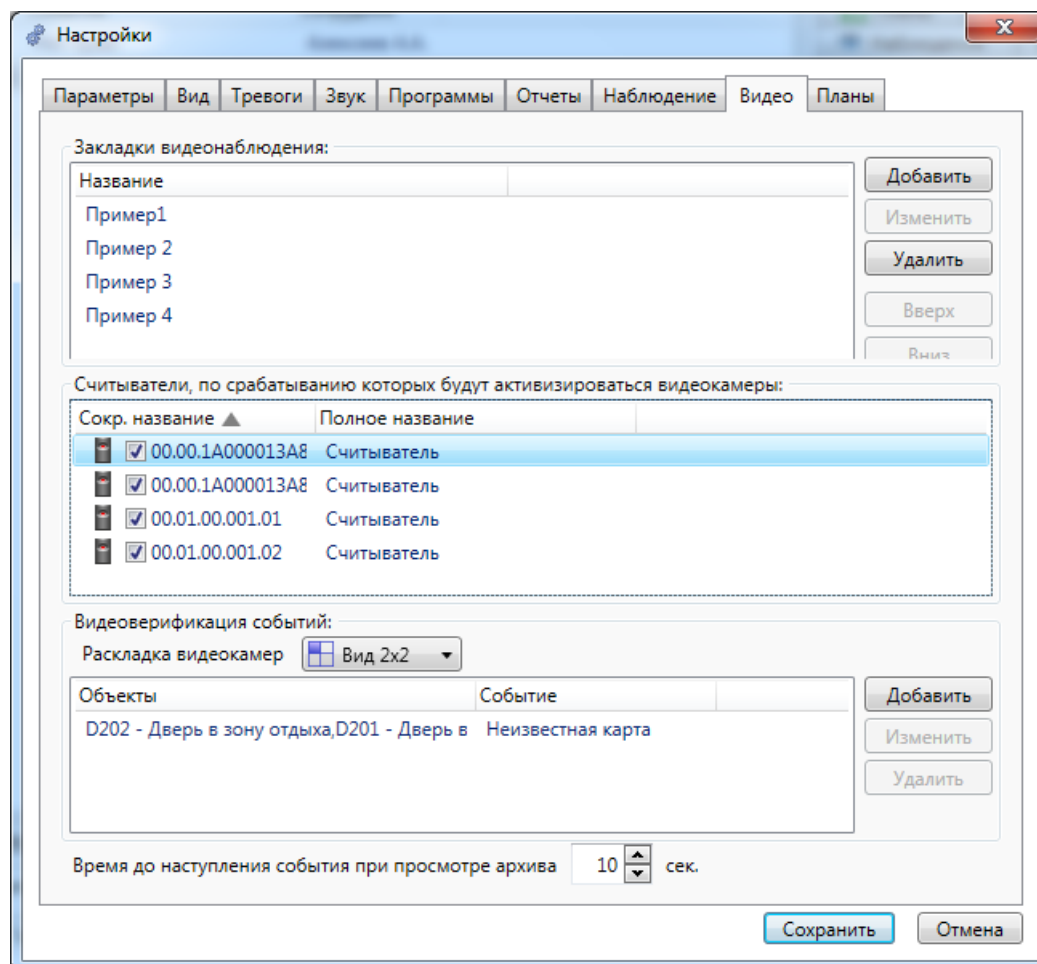 Настройки
Параметры Вид Тревоги Звук Программы Отчеты Наблюдение Видео Планы
Закладки видеонаблюдения:
Название
Добавить
Пример1
Изменить
Пример 2
Удалить
Пример 3
Пример 4
Вверх
Вниз
Считыватели, по срабатыванию которых будут активизироваться видеокамеры:
Сокр. название Полное название
00.00.1A000013A8 Считыватель
00.00.1A000013A8 Считыватель
00.01.00.001.01 Считыватель
00.01.00.001.02 Считыватель
Видеоверификация событий:
Раскладка видеокамер Вид 2x2
Объекты Событие
Добавить
D202 - Дверь в зону отдыха,D201 - Дверь в Неизвестная карта
Изменить
Удалить
Время до наступления события при просмотре архива 10 сек.
Сохранить Отмена